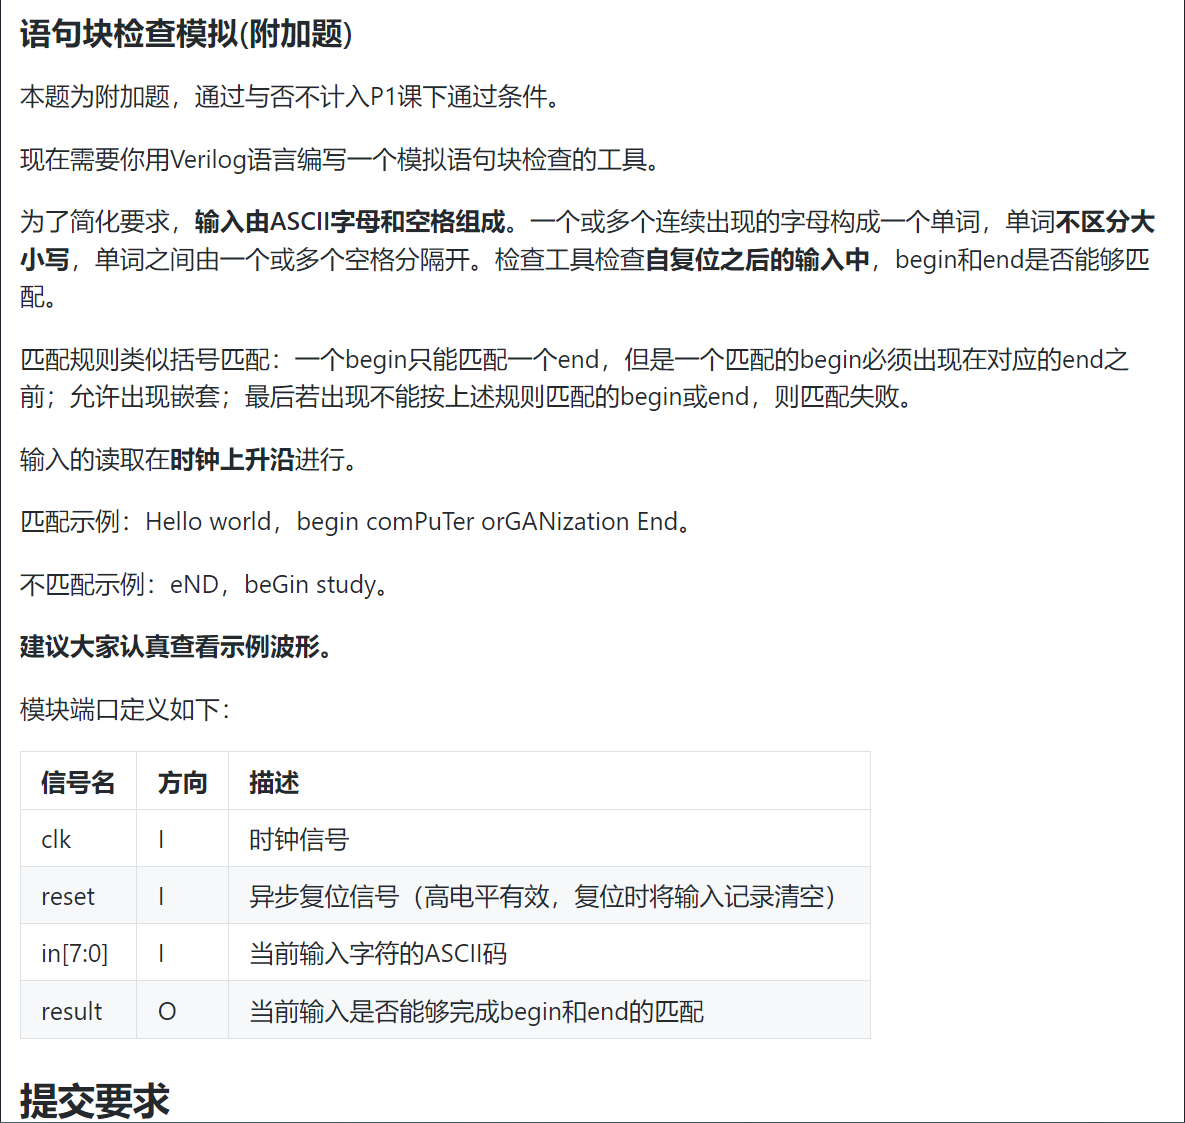 语句块检查模拟(附加题)
本题为附加题，通过与否不计入P1课下通过条件。
现在需要你用Verilog语言编写一个模拟语句块检查的工具。
为了简化要求，输入由ASCII字母和空格组成。一个或多个连续出现的字母构成一个单词，单词不区分大
小写，单词之间由一个或多个空格分隔开。检查工具检查自复位之后的输入中，begin和end是否能够匹
配。
匹配规则类似括号匹配：一个begin只能匹配一个end，但是一个匹配的begin必须出现在对应的end之
前；允许出现嵌套；最后若出现不能按上述规则匹配的begin或end，则匹配失败。
输入的读取在时钟上升沿进行。
匹配示例：Hello world，begin comPuTer orGANization End。
不匹配示例：eND，beGin study。
建议大家认真查看示例波形。
模块端口定义如下：
信号名 方向 描述
clk I 时钟信号
reset I 异步复位信号（高电平有效，复位时将输入记录清空）
in[7:0] I 当前输入字符的ASCII码
result O 当前输入是否能够完成begin和end的匹配
提交要求